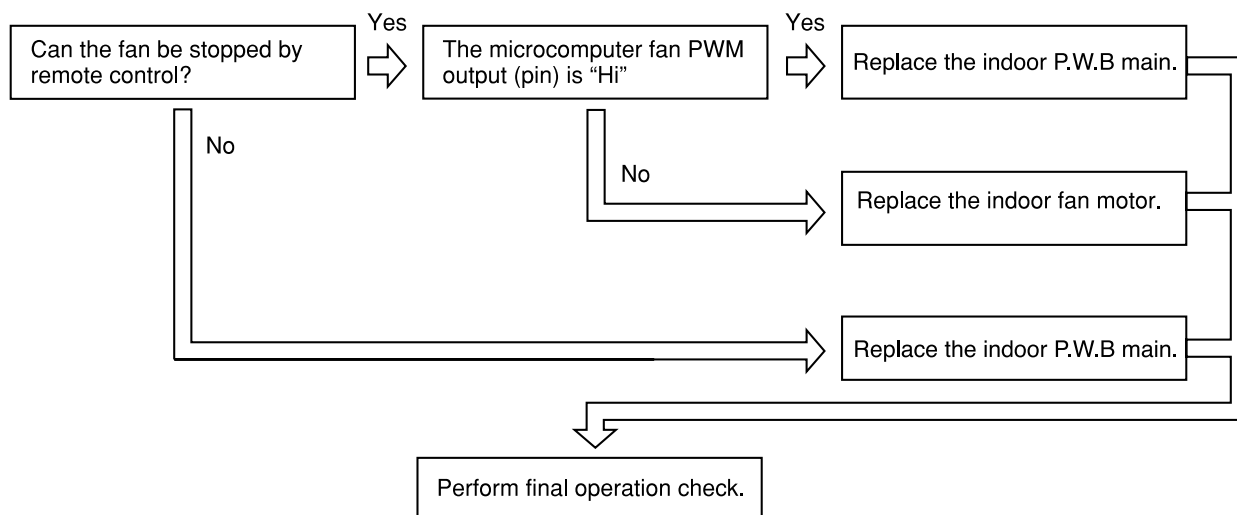 Yes
Yes
Can the fan be stopped by
remote control?
The microcomputer fan PWM
output (pin) is “Hi”
Replace the indoor P.W.B main.
No
No
Replace the indoor fan motor.
Replace the indoor P.W.B main.
Perform final operation check.